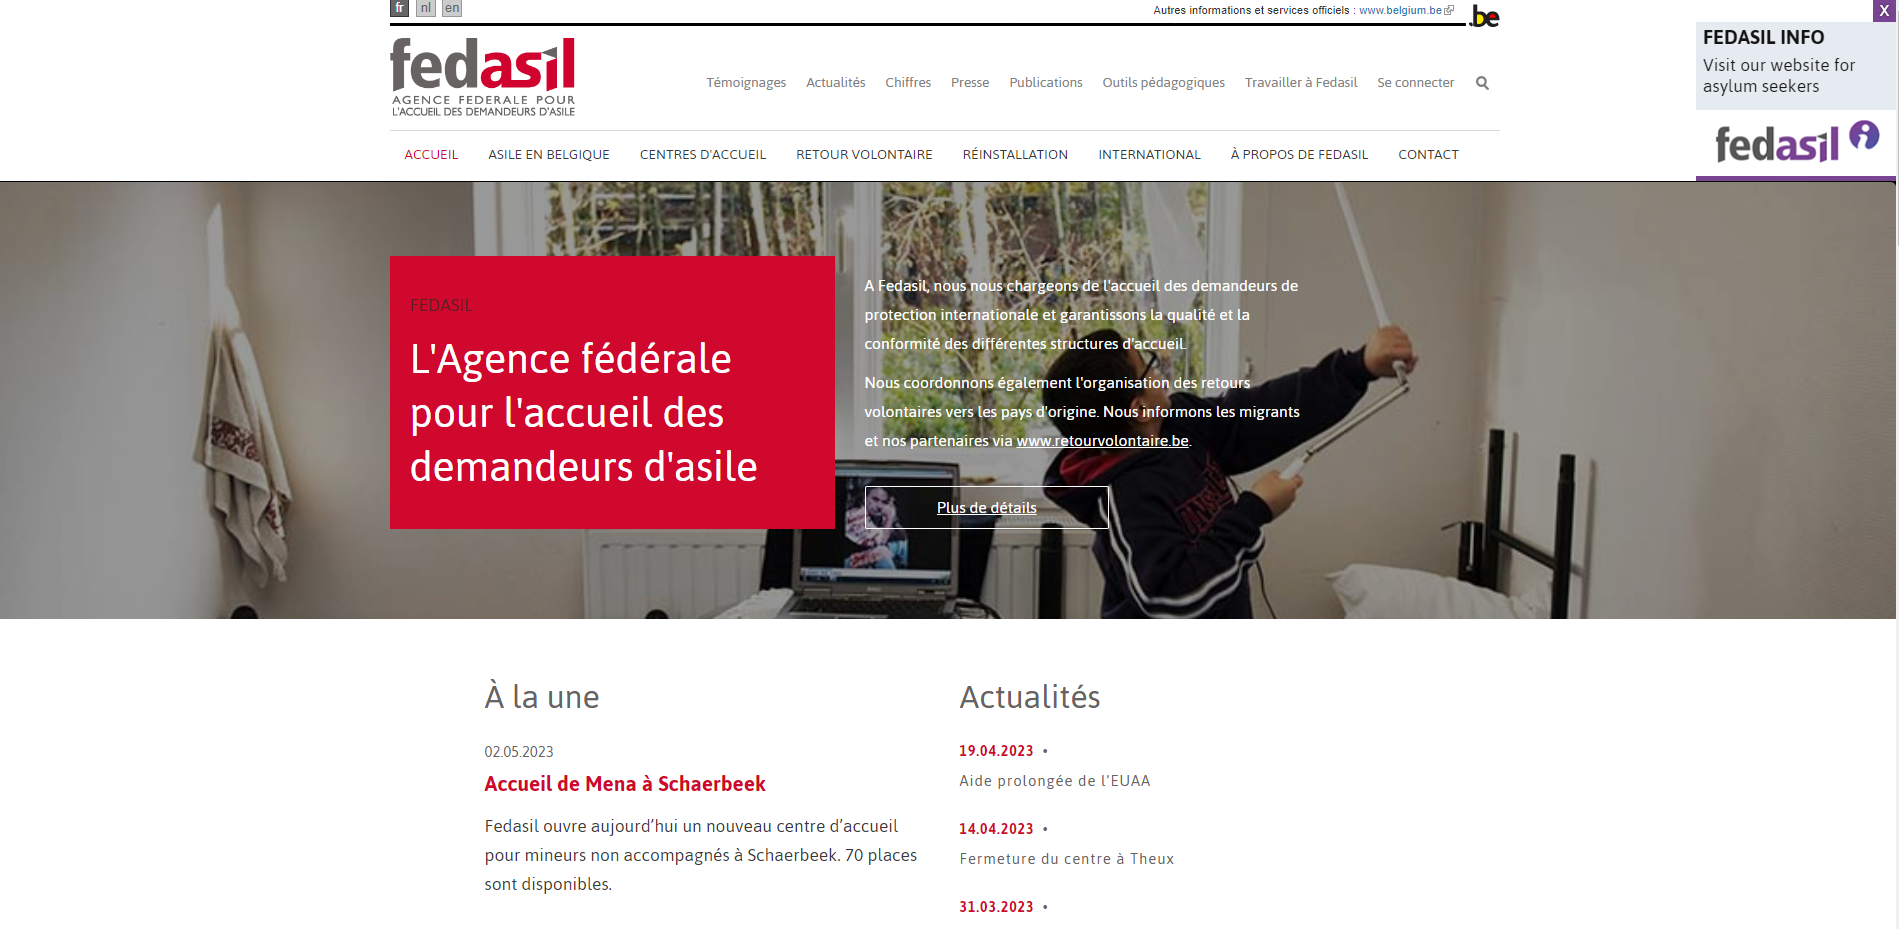 fr nl en
Autres informations et services officiels : www.belgium.be
.be
X
FEDASIL INFO
Visit our website for
asylum seekers
fedasil i
fedasil
AGENCE FEDERALE POUR
L'ACCUEIL DES DEMANDEURS D'ASILE
Témoignages Actualités Chiffres Presse Publications Outils pédagogiques Travailler à Fedasil Se connecter
ACCUEIL ASILE EN BELGIQUE CENTRES D'ACCUEIL RETOUR VOLONTAIRE RÉINSTALLATION INTERNATIONAL À PROPOS DE FEDASIL CONTACT
FEDASIL
L'Agence fédérale
pour l'accueil des
demandeurs d'asile
A Fedasil, nous nous chargeons de l'accueil des demandeurs de
protection internationale et garantissons la qualité et la
conformité des différentes structures d'accueil.
Nous coordonnons également l'organisation des retours
volontaires vers les pays d'origine. Nous informons les migrants
et nos partenaires via www.retourvolontaire.be.
Plus de détails
À la une
02.05.2023
Accueil de Mena à Schaerbeek
Fedasil ouvre aujourd’hui un nouveau centre d’accueil
pour mineurs non accompagnés à Schaerbeek. 70 places
sont disponibles.
Actualités
19.04.2023 •
Aide prolongée de l’EUAA
14.04.2023 •
Fermeture du centre à Theux
31.03.2023 •